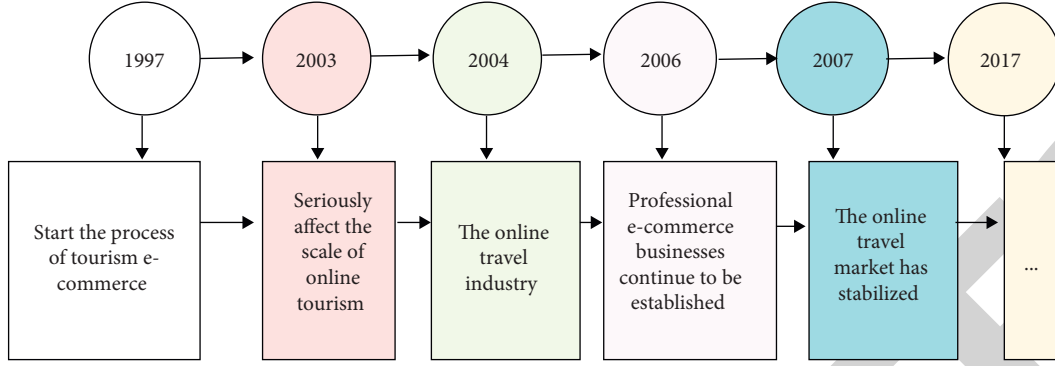 1997
2003
2004
2006
2007
2017
Start the process
of tourism e-
commerce
Seriously
affect the
scale of
online
tourism
The online
travel
industry
Professional
e-commerce
businesses
continue to be
established
The online
travel
market has
stabilized
...